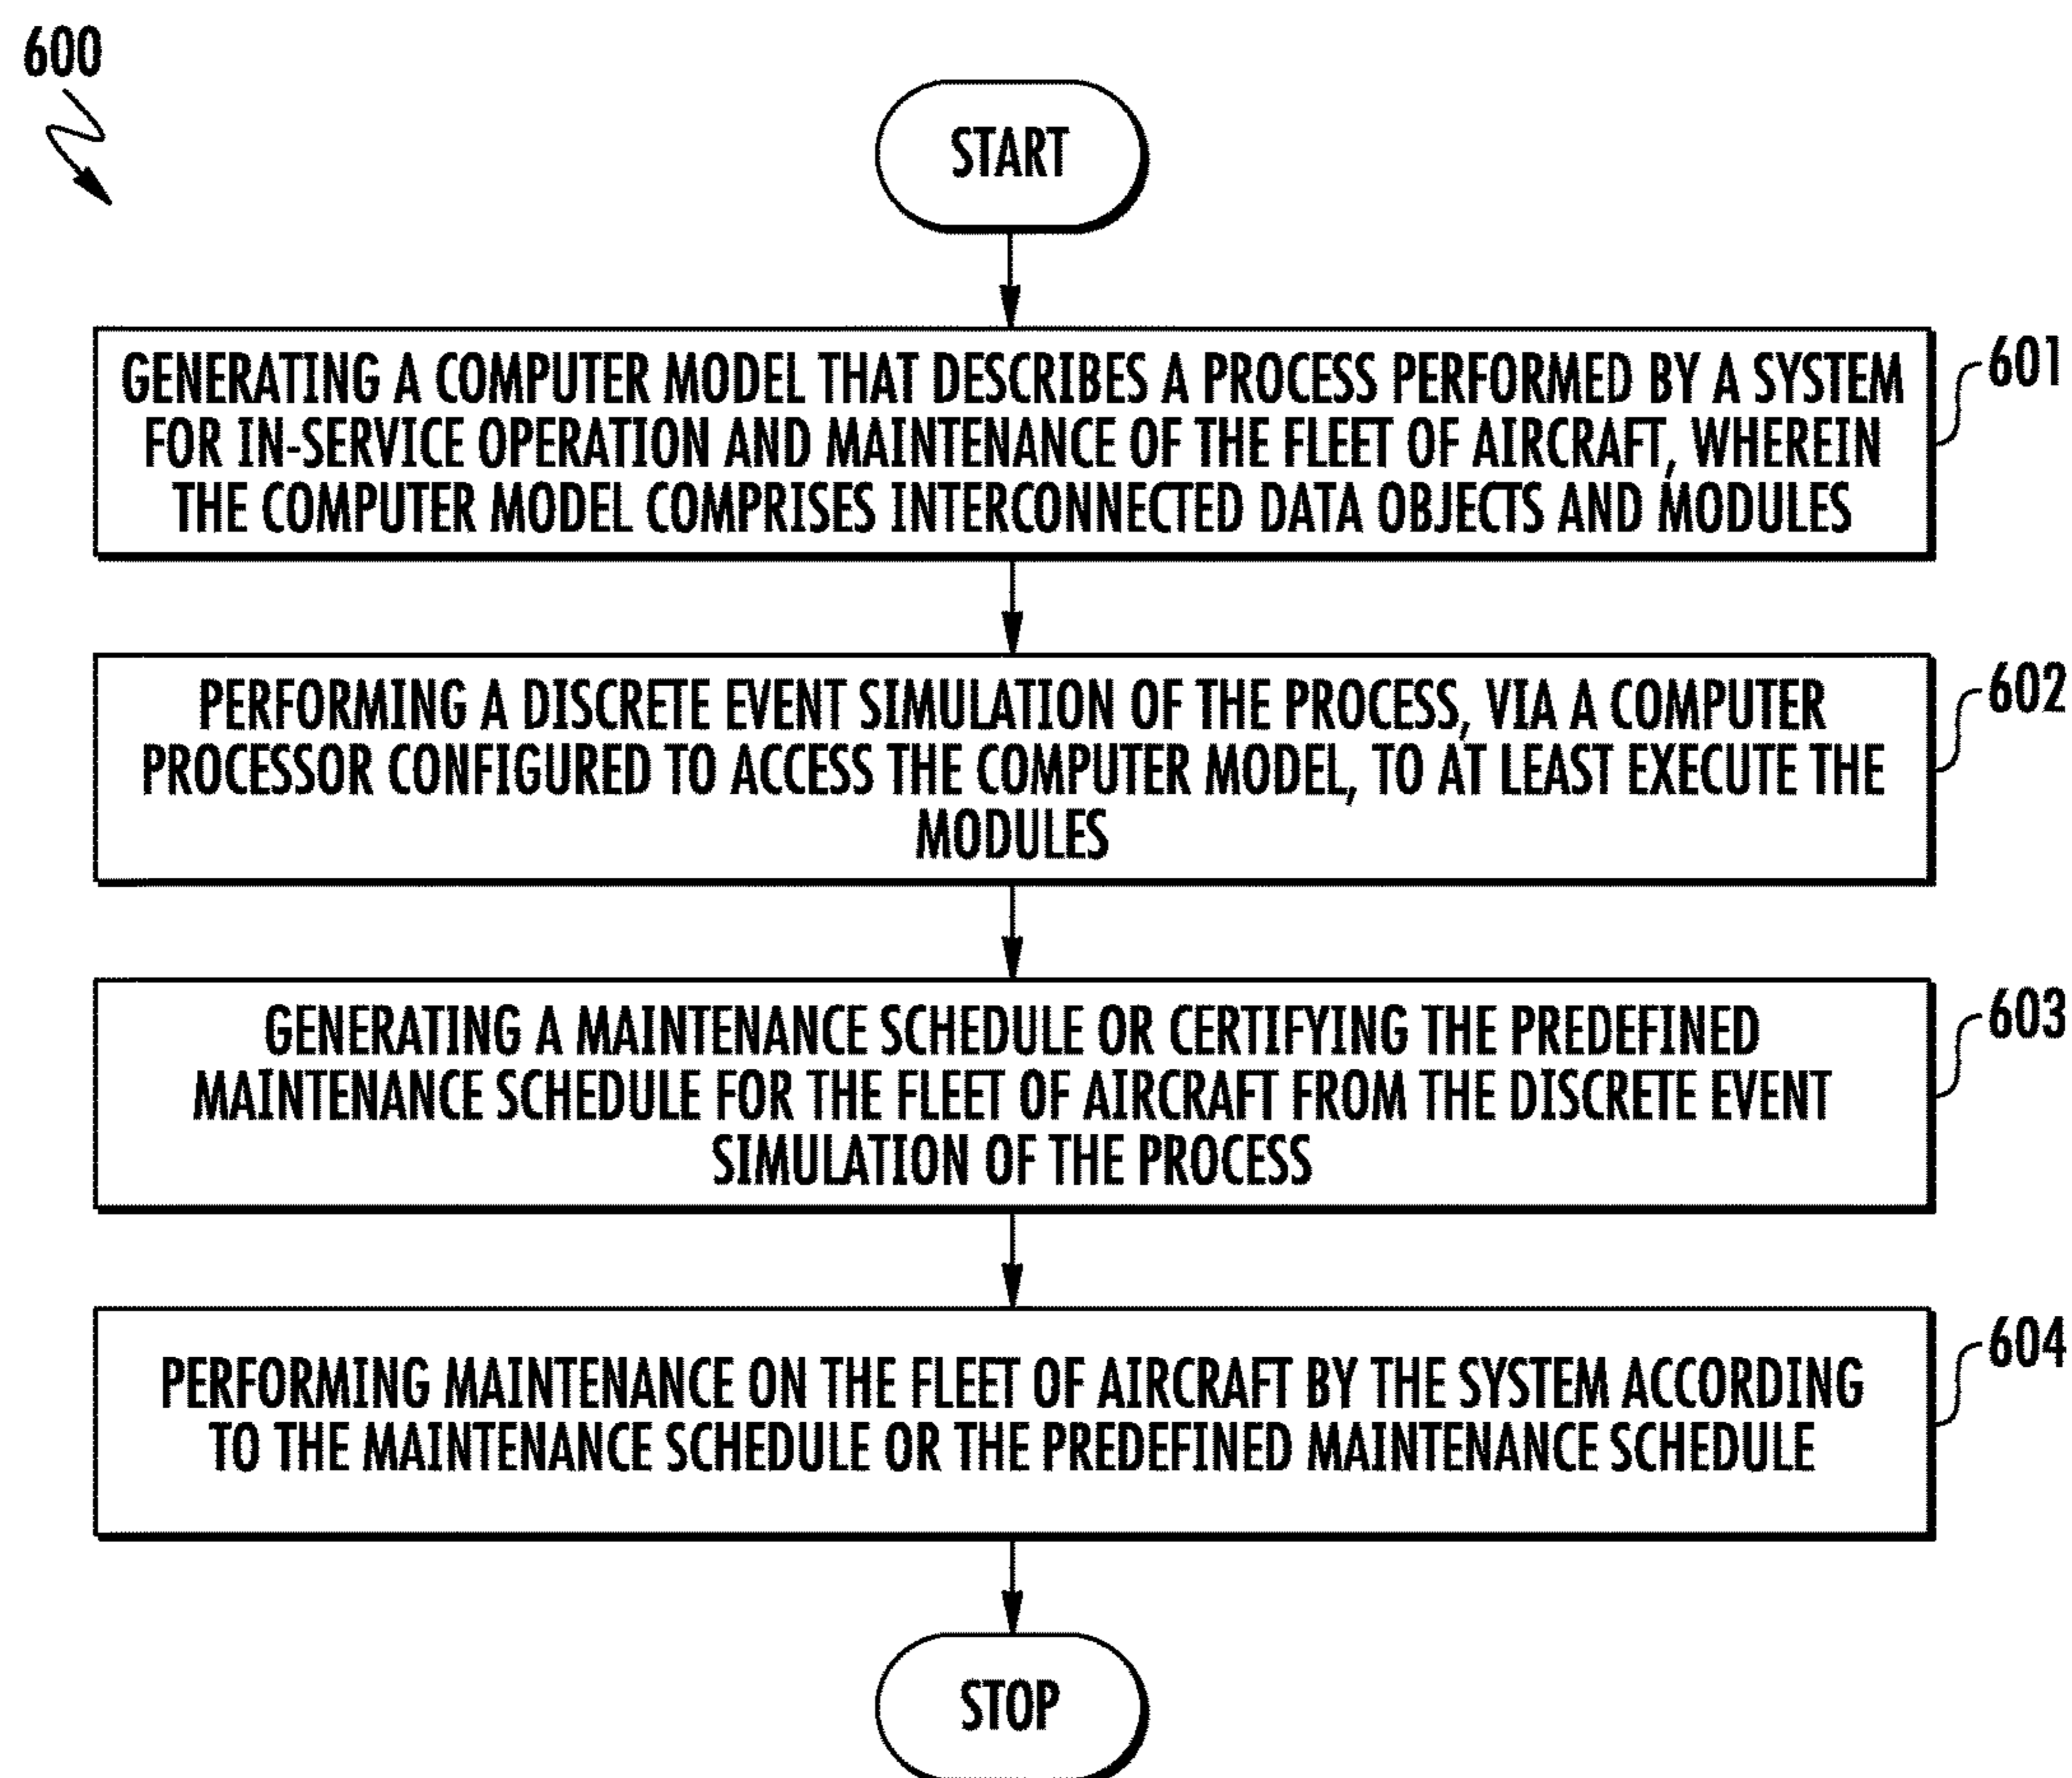 600
START
GENERATING A COMPUTER MODEL THAT DESCRIBES A PROCESS PERFORMED BY A SYSTEM
FOR IN-SERVICE OPERATION AND MAINTENANCE OF THE FLEET OF AIRCRAFT, WHEREIN
THE COMPUTER MODEL COMPRISES INTERCONNECTED DATA OBJECTS AND MODULES
601
PERFORMING A DISCRETE EVENT SIMULATION OF THE PROCESS, VIA A COMPUTER
PROCESSOR CONFIGURED TO ACCESS THE COMPUTER MODEL, TO AT LEAST EXECUTE THE
MODULES
602
GENERATING A MAINTENANCE SCHEDULE OR CERTIFYING THE PREDEFINED
MAINTENANCE SCHEDULE FOR THE FLEET OF AIRCRAFT FROM THE DISCRETE EVENT
SIMULATION OF THE PROCESS
603
PERFORMING MAINTENANCE ON THE FLEET OF AIRCRAFT BY THE SYSTEM ACCORDING
TO THE MAINTENANCE SCHEDULE OR THE PREDEFINED MAINTENANCE SCHEDULE
604
STOP